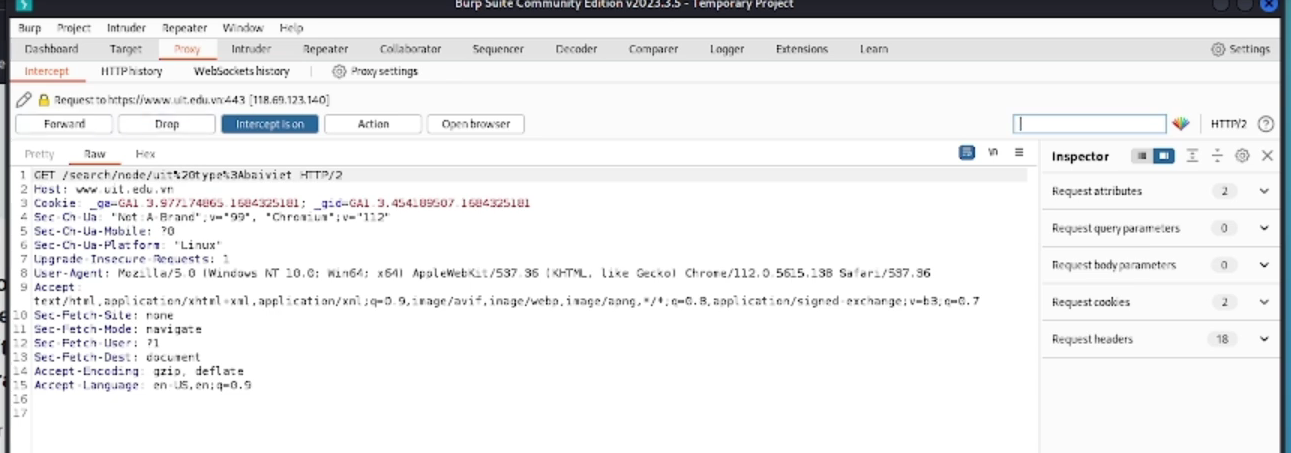 Burp Suite Community Edition v2023.3.5 - Temporary Project
Burp Project Intruder Repeater Window Help
Dashboard Target Proxy Intruder Repeater Collaborator Sequencer Decoder Comparer Logger Extensions Learn Settings
Intercept HTTP history WebSockets history Proxy settings
Request to https://www.uit.edu.vn:443 [118.69.123.140]
Forward Drop Intercept is on Action Open browser HTTP/2
Pretty Raw Hex \n
Inspector
1 GET /search/node/uit%20type%3Abaiviet HTTP/2
2 Host: www.uit.edu.vn
3 Cookie: _ga=GA1.3.977174865.1684325181; _gid=GA1.3.454189507.1684325181
4 Sec-Ch-Ua: "Not:A-Brand";v="99", "Chromium";v="112"
5 Sec-Ch-Ua-Mobile: ?0
6 Sec-Ch-Ua-Platform: "Linux"
7 Upgrade-Insecure-Requests: 1
8 User-Agent: Mozilla/5.0 (Windows NT 10.0; Win64; x64) AppleWebKit/537.36 (KHTML, like Gecko) Chrome/112.0.5615.138 Safari/537.36
9 Accept:
text/html,application/xhtml+xml,application/xml;q=0.9,image/avif,image/webp,image/apng,*/*;q=0.8,application/signed-exchange;v=b3;q=0.7
10 Sec-Fetch-Site: none
11 Sec-Fetch-Mode: navigate
12 Sec-Fetch-User: ?1
13 Sec-Fetch-Dest: document
14 Accept-Encoding: gzip, deflate
15 Accept-Language: en-US,en;q=0.9
16
17
Request attributes 2
Request query parameters 0
Request body parameters 0
Request cookies 2
Request headers 18